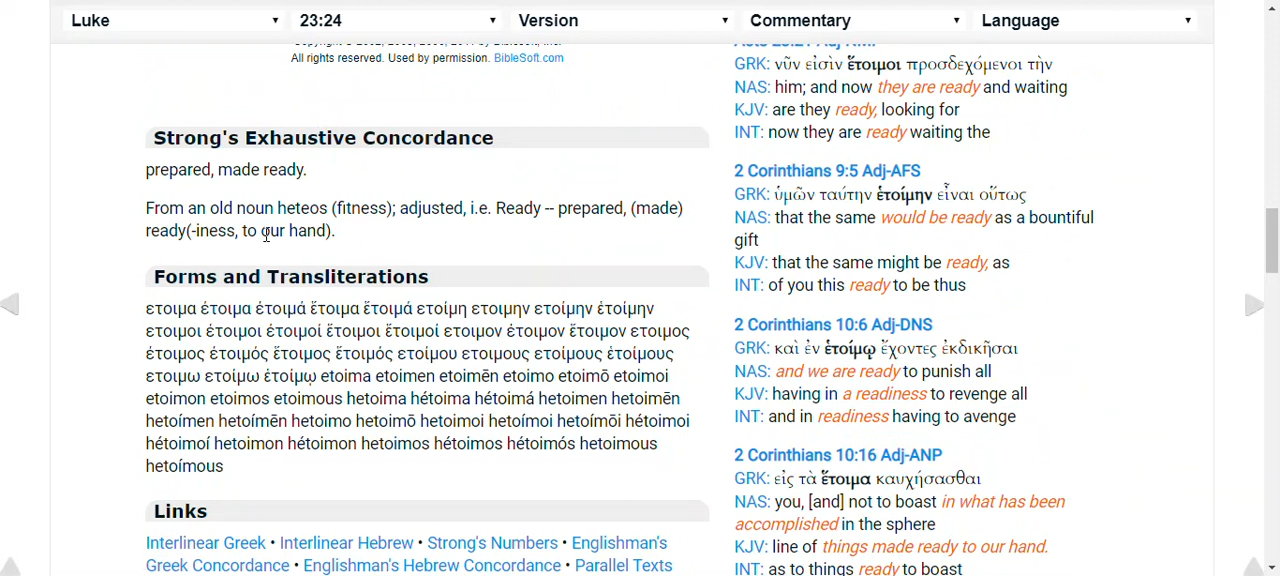 Luke 23:24 Version Commentary Language
All rights reserved. Used by permission. BibleSoft.com
Strong's Exhaustive Concordance
prepared, made ready.
From an old noun heteos (fitness); adjusted, i.e. Ready -- prepared, (made)
ready(-iness, to our hand).
Forms and Transliterations
ετοιμα έτοιμα ἑτοιμά ἕτοιμα ἕτοιμά ετοίμη ετοιμην ετοίμην ἑτοίμην
ετοιμοι έτοιμοι ἑτοιμοί ἕτοιμοι ἕτοιμοί ετοιμον έτοιμον ἕτοιμον ετοιμος
έτοιμος ἑτοιμός ἕτοιμος ἕτοιμός ετοίμου ετοιμους ετοίμους ἑτοίμους
ετοιμω ετοίμω ἑτοίμῳ etoima etoimen etoimēn etoimo etoimō etoimoi
etoimon etoimos etoimous hetoima hétoima hétoimá hetoimen hetoimēn
hetoímen hetoímēn hetoimo hetoimō hetoimoi hetoímoi hetoímōi hétoimoi
hétoimoí hetoimon hétoimon hetoimos hétoimos hétoimós hetoimous
hetoímous
Links
Interlinear Greek • Interlinear Hebrew • Strong's Numbers • Englishman's
Greek Concordance • Englishman's Hebrew Concordance • Parallel Texts
GRK: νῦν εἰσὶν ἕτοιμοι προσδεχόμενοι τὴν
NAS: him; and now they are ready and waiting
KJV: are they ready, looking for
INT: now they are ready waiting the
2 Corinthians 9:5 Adj-AFS
GRK: ὑμῶν ταύτην ἑτοίμην εἶναι οὕτως
NAS: that the same would be ready as a bountiful
gift
KJV: that the same might be ready, as
INT: of you this ready to be thus
2 Corinthians 10:6 Adj-DNS
GRK: καὶ ἐν ἑτοίμῳ ἔχοντες ἐκδικῆσαι
NAS: and we are ready to punish all
KJV: having in a readiness to revenge all
INT: and in readiness having to avenge
2 Corinthians 10:16 Adj-ANP
GRK: εἰς τὰ ἕτοιμα καυχήσασθαι
NAS: you, [and] not to boast in what has been
accomplished in the sphere
KJV: line of things made ready to our hand.
INT: as to things ready to boast